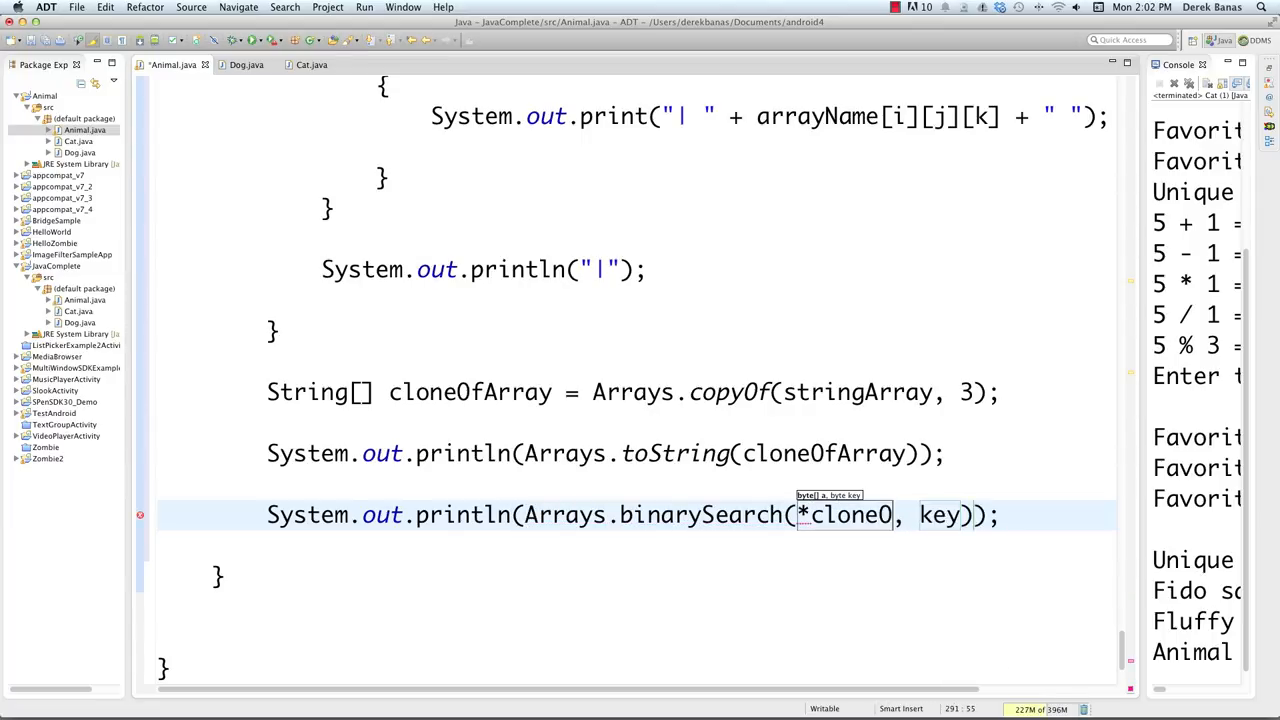 ADT File Edit Refactor Source Navigate Search Project Run Window Help
10 Mon 2:02 PM Derek Banas
Java - JavaComplete/src/Animal.java - ADT - /Users/derekbanas/Documents/android4
Quick Access
Java
DDMS
Package Exp
Animal
src
(default package)
Animal.java
Cat.java
Dog.java
JRE System Library [Ja
appcompat_v7
appcompat_v7_2
appcompat_v7_3
appcompat_v7_4
BridgeSample
HelloWorld
HelloZombie
ImageFilterSampleApp
JavaComplete
src
(default package)
Animal.java
Cat.java
Dog.java
JRE System Library [Ja
ListPickerExample2Activi
MediaBrowser
MultiWindowSDKExample
MusicPlayerActivity
SlookActivity
SPenSDK30_Demo
TestAndroid
TextGroupActivity
VideoPlayerActivity
Zombie
Zombie2
*Animal.java
Dog.java
Cat.java
{
System.out.print("| " + arrayName[i][j][k] + " ");
}
}
System.out.println("|");
}
String[] cloneOfArray = Arrays.copyOf(stringArray, 3);
System.out.println(Arrays.toString(cloneOfArray));
byte[] a, byte key
System.out.println(Arrays.binarySearch(*cloneO, key));
}
}
Console
<terminated> Cat (1) [Java
Favorit
Favorit
Unique
5 + 1 =
5 - 1 =
5 * 1 =
5 / 1 =
5 % 3 =
Enter t
Favorit
Favorit
Favorit
Unique
Fido sa
Fluffy
Animal
Writable
Smart Insert
291 : 55
227M of 396M